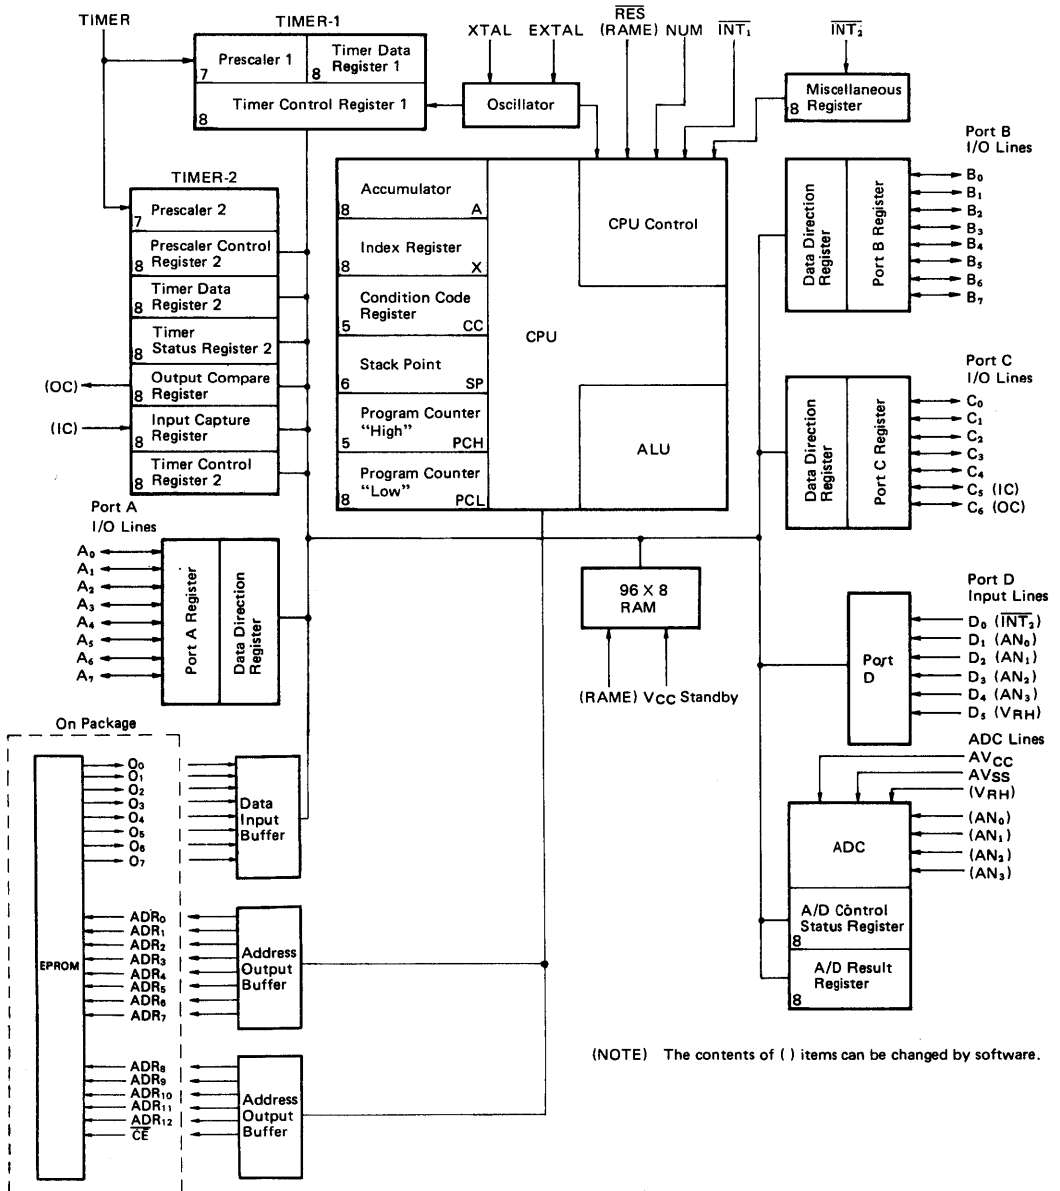 TIMER
TIMER-1
Prescaler 1
7
Timer Data
Register 1
8
Timer Control Register 1
8
XTAL
EXTAL
Oscillator
RES
(RAME)
NUM
INT₁
INT₂
Miscellaneous
Register
8
TIMER-2
Prescaler 2
7
Prescaler Control
Register 2
8
Timer Data
Register 2
8
Timer
Status Register 2
8
(OC)
Output Compare
Register
8
(IC)
Input Capture
Register
8
Timer Control
Register 2
8
Accumulator
8
A
Index Register
8
X
Condition Code
Register
5
CC
Stack Point
6
SP
Program Counter
"High"
5
PCH
Program Counter
"Low"
8
PCL
CPU
CPU Control
ALU
Port B
I/O Lines
Data Direction
Register
Port B Register
B₀
B₁
B₂
B₃
B₄
B₅
B₆
B₇
Port C
I/O Lines
Data Direction
Register
Port C Register
C₀
C₁
C₂
C₃
C₄
C₅ (IC)
C₆ (OC)
Port A
I/O Lines
A₀
A₁
A₂
A₃
A₄
A₅
A₆
A₇
Port A Register
Data Direction
Register
96 X 8
RAM
(RAME) VCC Standby
Port D
Input Lines
Port
D
D₀ (INT₂)
D₁ (AN₀)
D₂ (AN₁)
D₃ (AN₂)
D₄ (AN₃)
D₅ (VRH)
ADC Lines
AVCC
AVSS
(VRH)
ADC
(AN₀)
(AN₁)
(AN₂)
(AN₃)
A/D Control
Status Register
8
A/D Result
Register
8
On Package
EPROM
O₀
O₁
O₂
O₃
O₄
O₅
O₆
O₇
Data
Input
Buffer
ADR₀
ADR₁
ADR₂
ADR₃
ADR₄
ADR₅
ADR₆
ADR₇
Address
Output
Buffer
ADR₈
ADR₉
ADR₁₀
ADR₁₁
ADR₁₂
CE
Address
Output
Buffer
(NOTE) The contents of ( ) items can be changed by software.